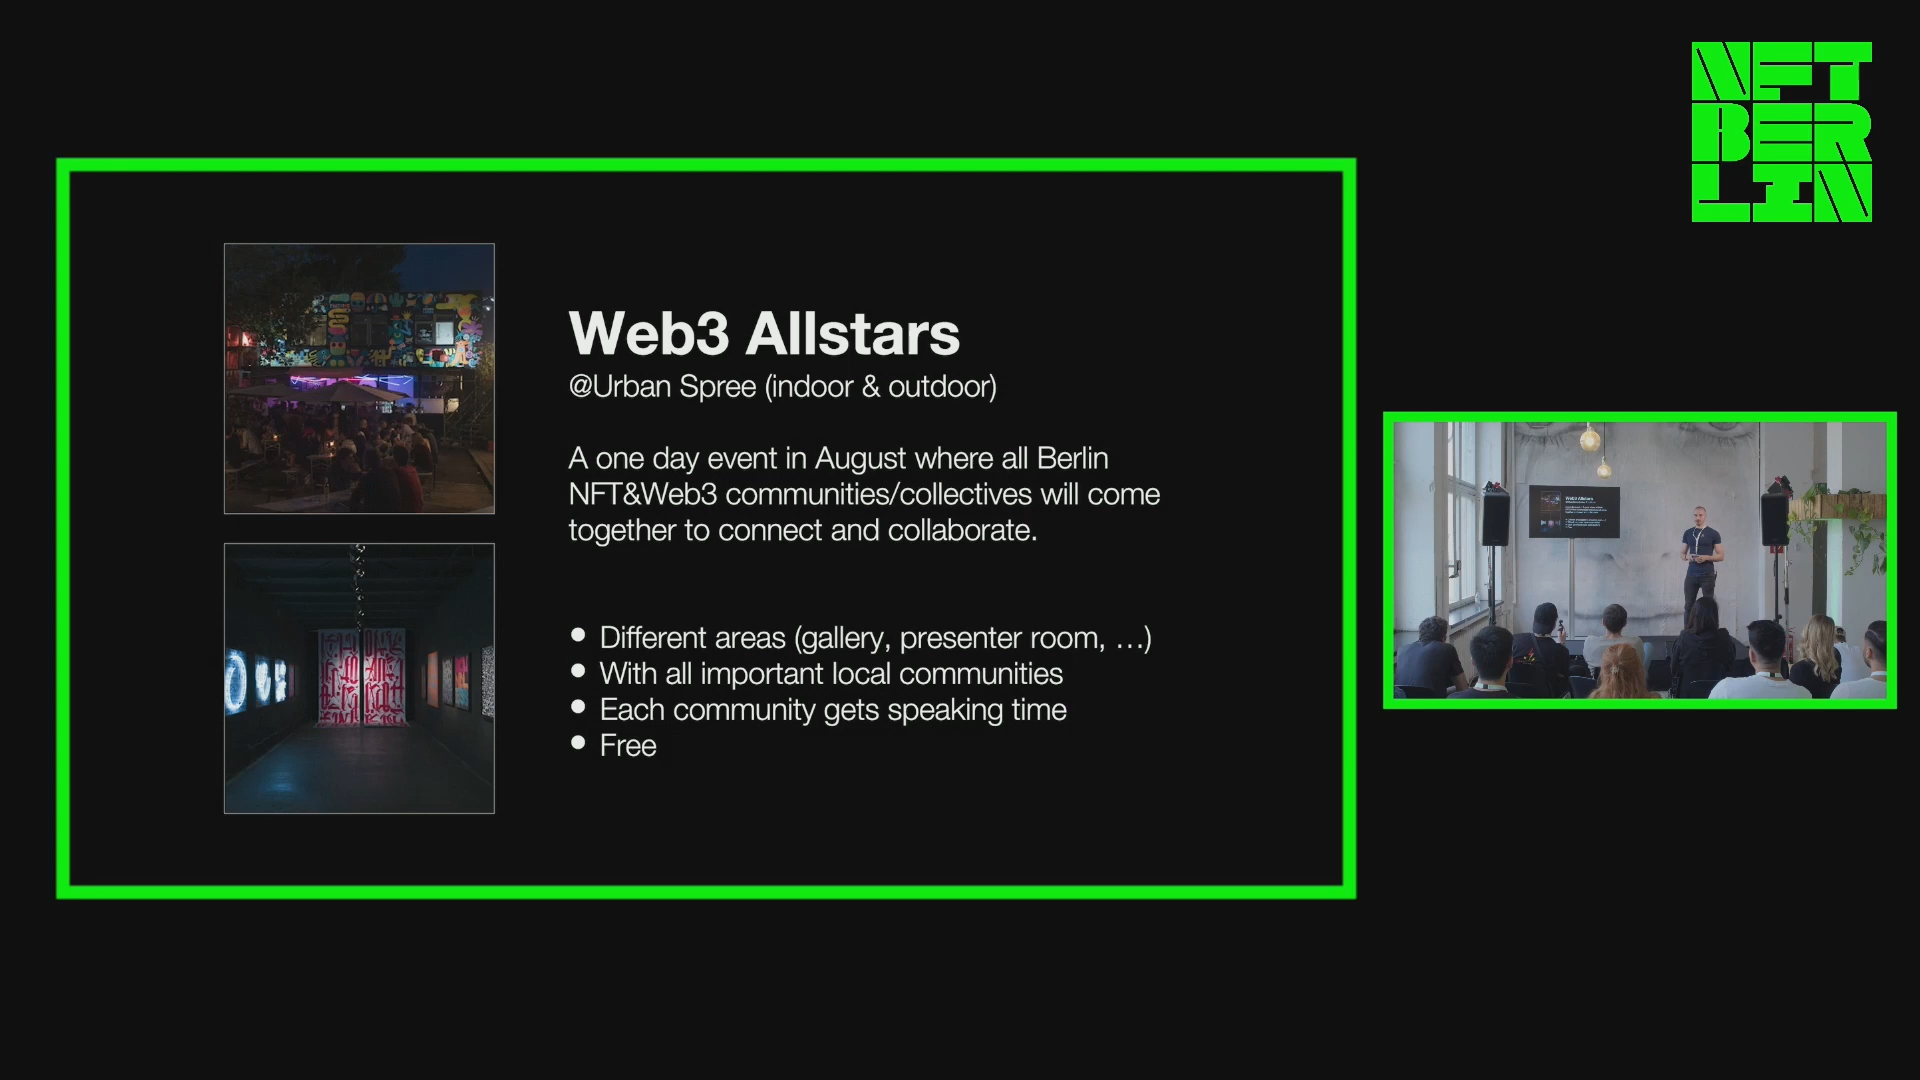 NFT
BER
LIN
Web3 Allstars
@Urban Spree (indoor & outdoor)
A one day event in August where all Berlin
NFT&Web3 communities/collectives will come
together to connect and collaborate.
• Different areas (gallery, presenter room, …)
• With all important local communities
• Each community gets speaking time
• Free
Web3 Allstars